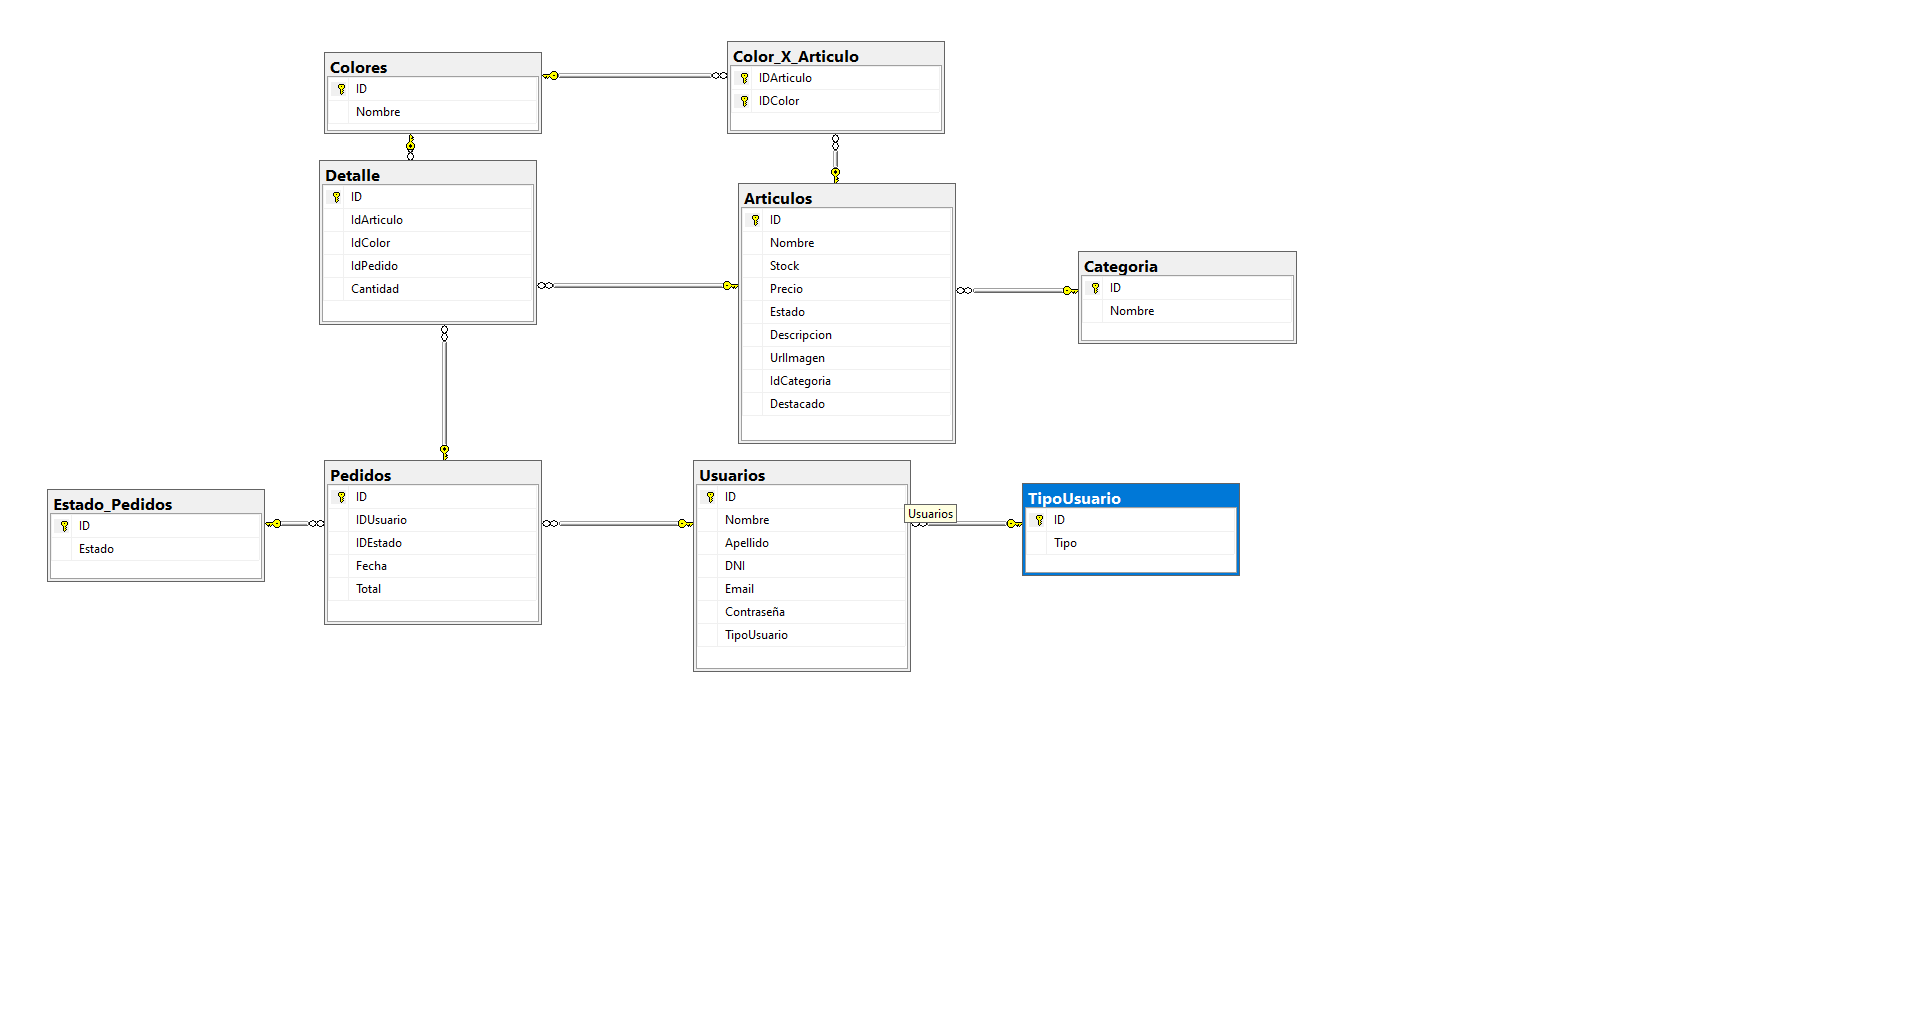 Colores
ID
Nombre
Color_X_Articulo
IDArticulo
IDColor
Detalle
ID
IdArticulo
IdColor
IdPedido
Cantidad
Articulos
ID
Nombre
Stock
Precio
Estado
Descripcion
UrlImagen
IdCategoria
Destacado
Categoria
ID
Nombre
Estado_Pedidos
ID
Estado
Pedidos
ID
IDUsuario
IDEstado
Fecha
Total
Usuarios
ID
Nombre
Apellido
DNI
Email
Contraseña
TipoUsuario
Usuarios
TipoUsuario
ID
Tipo